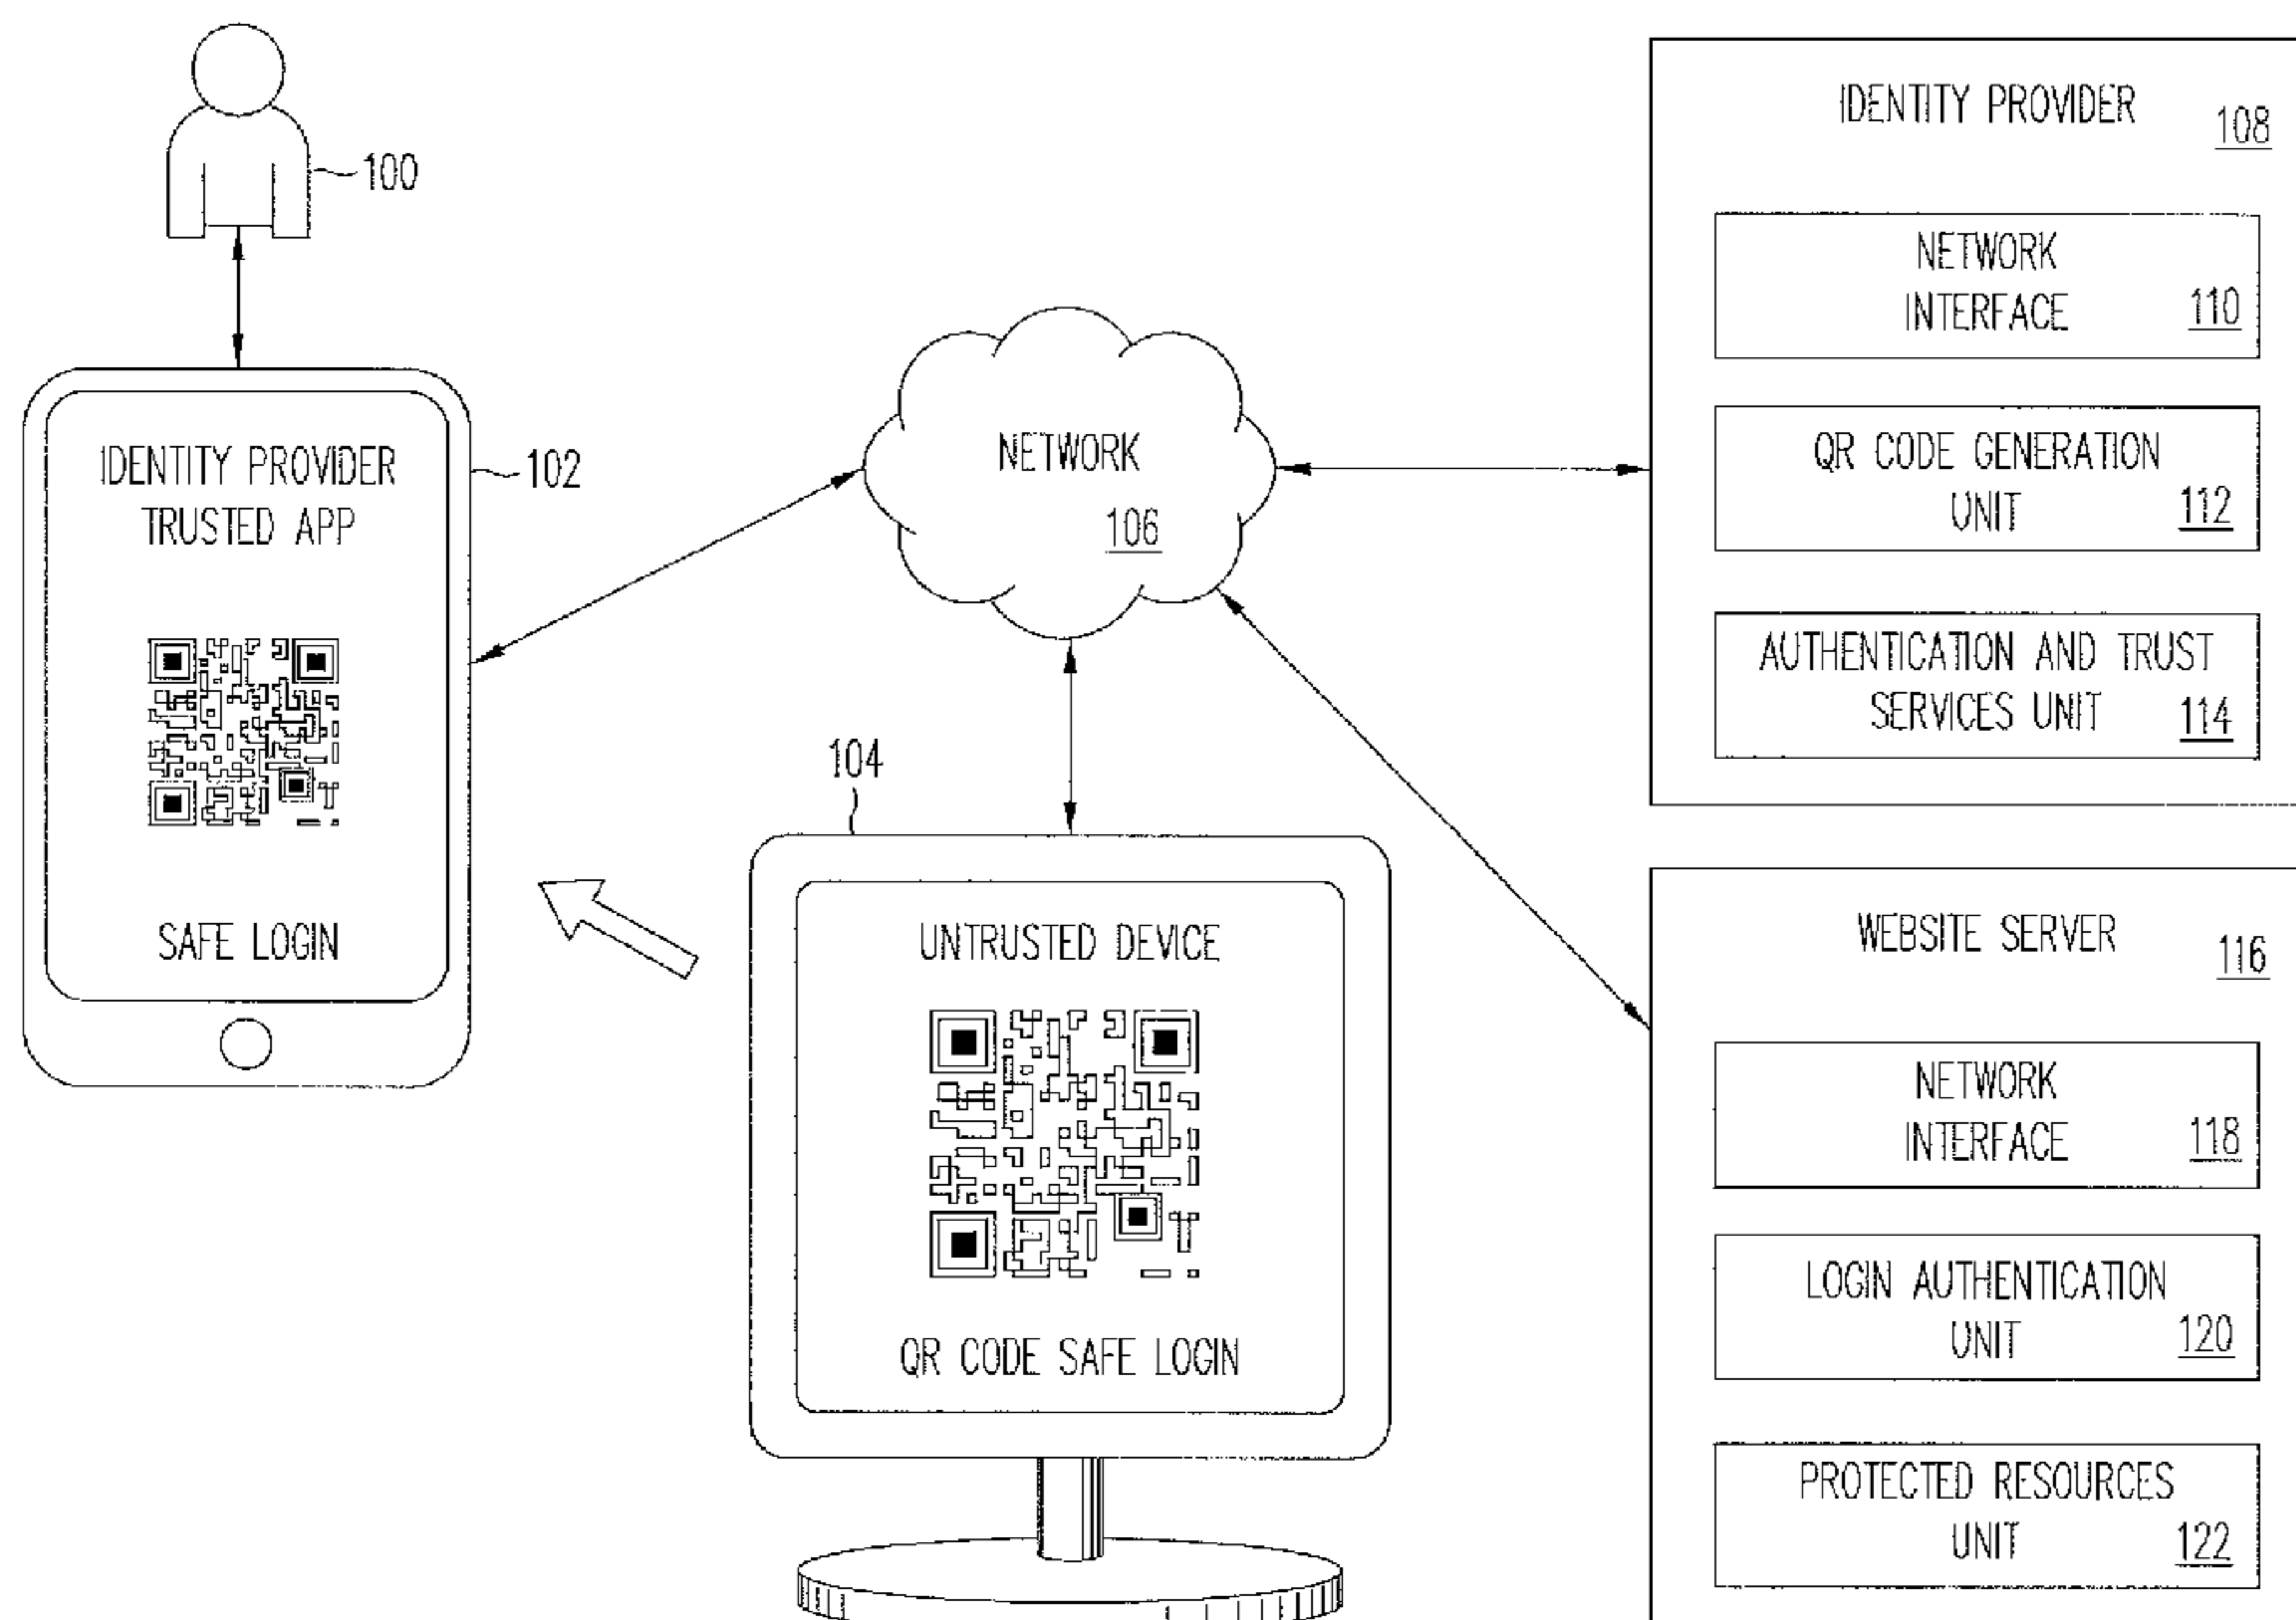 100
IDENTITY PROVIDER
TRUSTED APP
102
SAFE LOGIN
NETWORK
106
104
UNTRUSTED DEVICE
QR CODE SAFE LOGIN
IDENTITY PROVIDER
108
NETWORK
INTERFACE 110
QR CODE GENERATION
UNIT 112
AUTHENTICATION AND TRUST
SERVICES UNIT 114
WEBSITE SERVER
116
NETWORK
INTERFACE 118
LOGIN AUTHENTICATION
UNIT 120
PROTECTED RESOURCES
UNIT 122